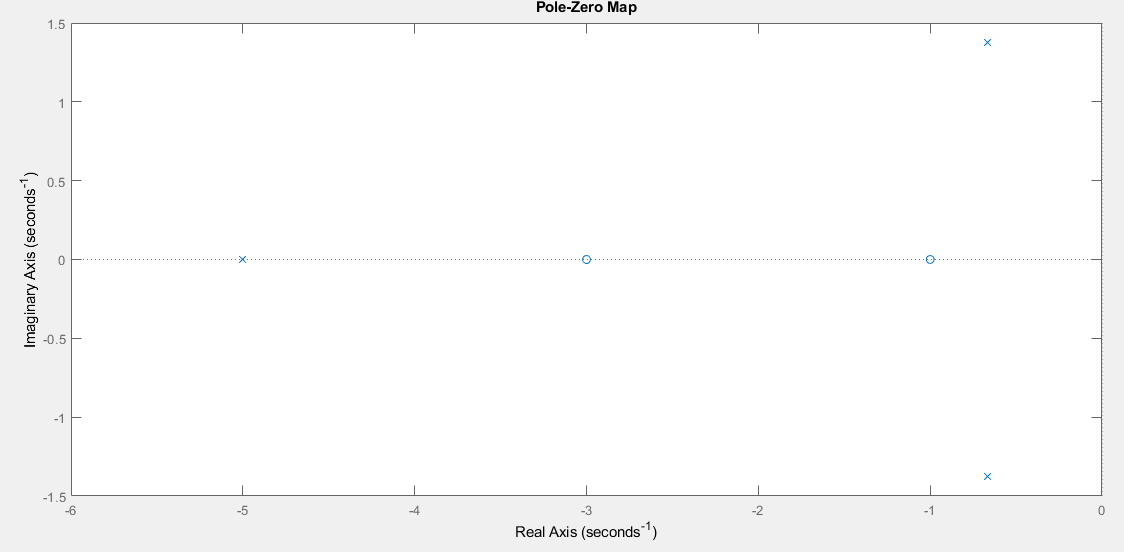 Pole-Zero Map
1.5
1
0.5
0
-0.5
-1
-1.5
Imaginary Axis (seconds⁻¹)
-6 -5 -4 -3 -2 -1 0
Real Axis (seconds⁻¹)